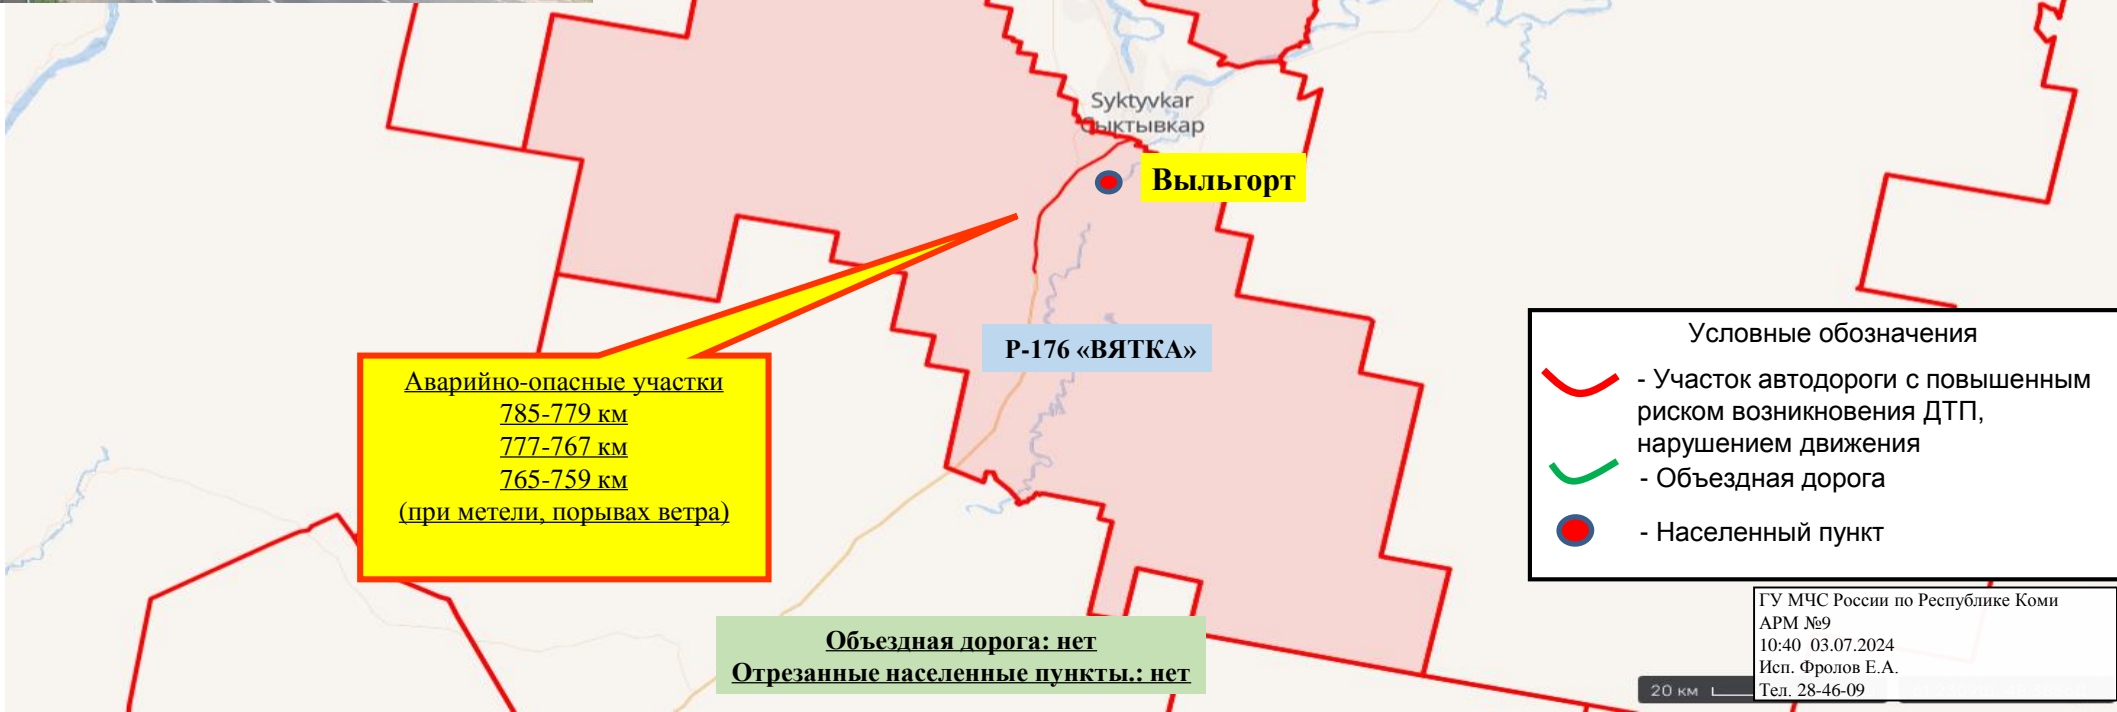 Syktyvkar
Сыктывкар
Выльгорт
Р-176 «ВЯТКА»
Аварийно-опасные участки
785-779 км
777-767 км
765-759 км
(при метели, порывах ветра)
Условные обозначения
- Участок автодороги с повышенным
риском возникновения ДТП,
нарушением движения
- Объездная дорога
- Населенный пункт
Объездная дорога: нет
Отрезанные населенные пункты.: нет
ГУ МЧС России по Республике Коми
АРМ №9
10:40 03.07.2024
Исп. Фролов Е.А.
Тел. 28-46-09
20 км